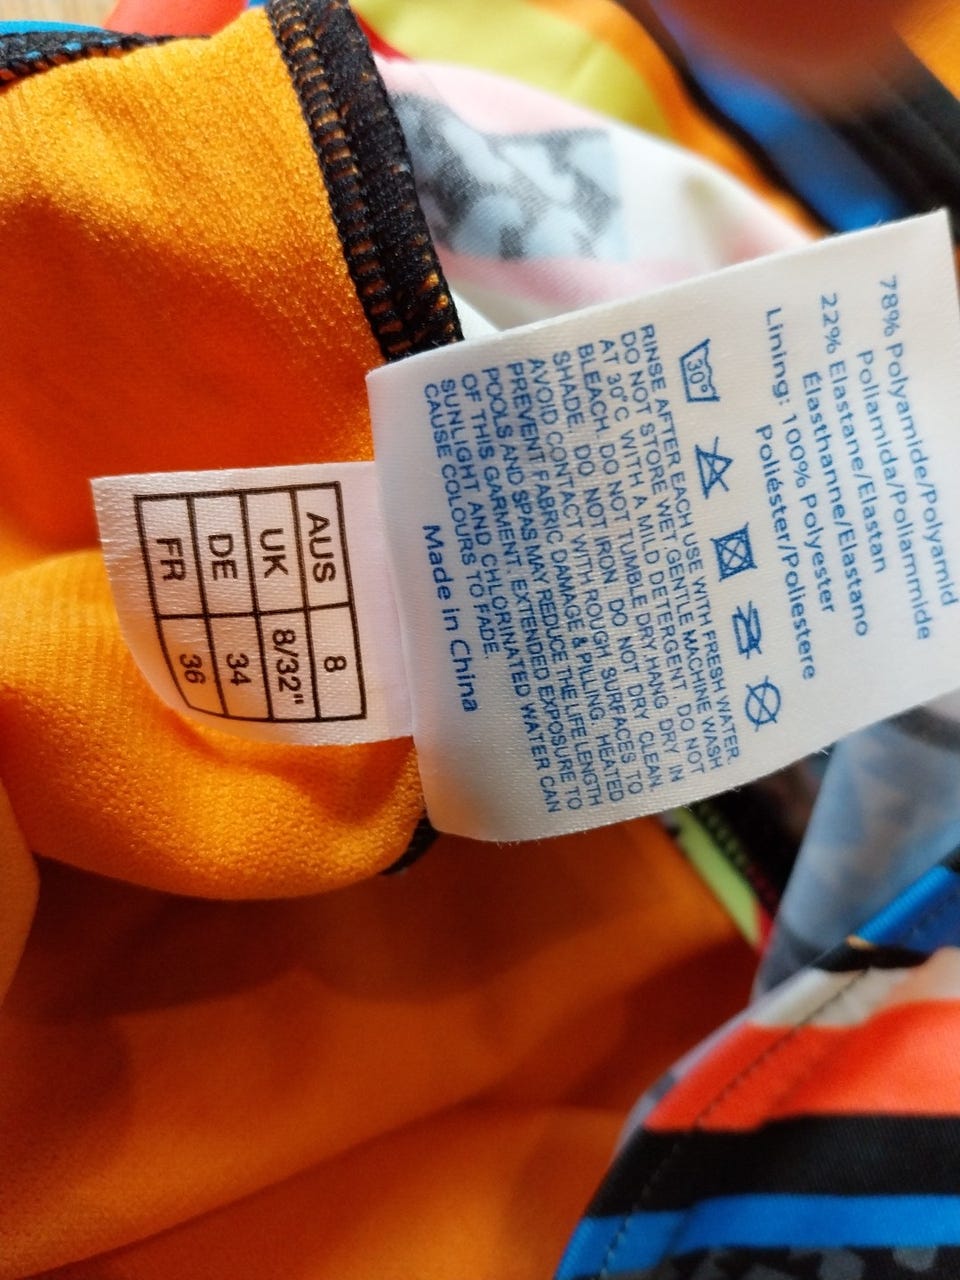 78% Polyamide/Polyamid
Poliamida/Poliammide
22% Elastane/Elastan
Élasthanne/Elastano
Lining: 100% Polyester
Poliéster/Poliestere
30°
RINSE AFTER EACH USE WITH FRESH WATER.
DO NOT STORE WET. GENTLE MACHINE WASH
AT 30°C WITH A MILD DETERGENT. DO NOT
BLEACH. DO NOT TUMBLE DRY. HANG DRY IN
SHADE. DO NOT IRON. DO NOT DRY CLEAN.
AVOID CONTACT WITH ROUGH SURFACES TO
PREVENT FABRIC DAMAGE & PILLING. HEATED
POOLS AND SPAS MAY REDUCE THE LIFE LENGTH
OF THIS GARMENT. EXTENDED EXPOSURE TO
SUNLIGHT AND CHLORINATED WATER CAN
CAUSE COLOURS TO FADE.
Made in China
AUS 8
UK 8/32"
DE 34
FR 36